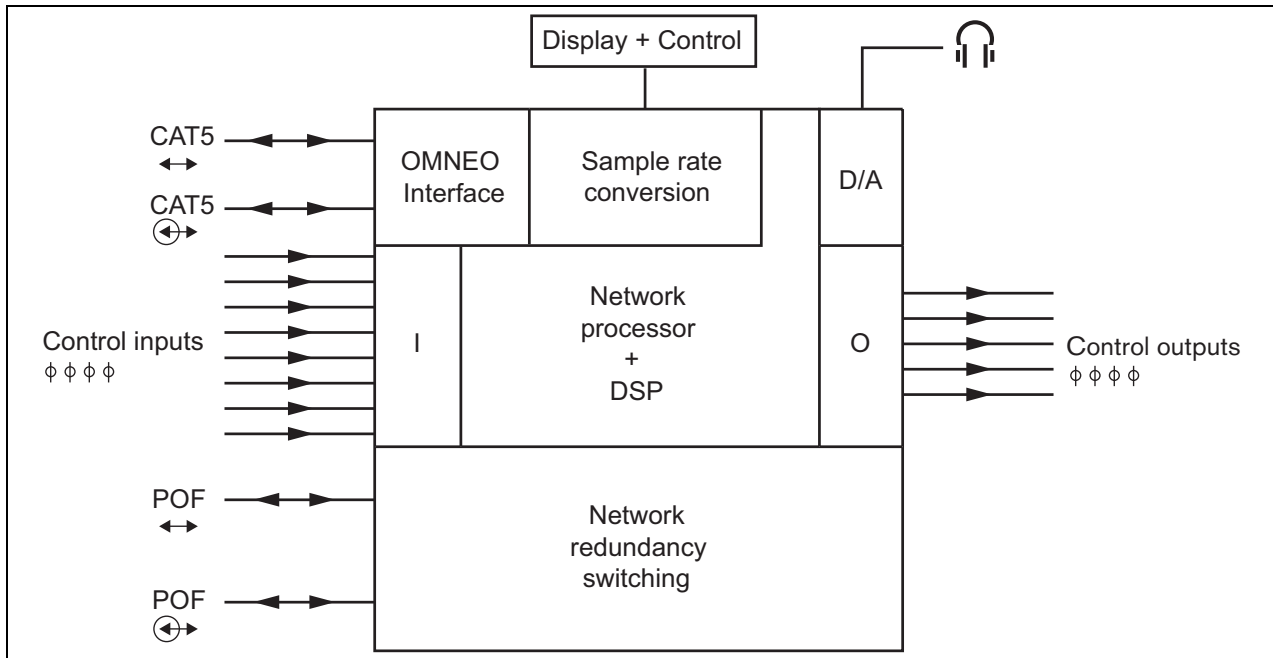 Display + Control
CAT5
OMNEO
Interface
Sample rate
conversion
D/A
CAT5
Control inputs
ϕ ϕ ϕ ϕ
I
Network
processor
+
DSP
O
Control outputs
ϕ ϕ ϕ ϕ
POF
Network
redundancy
switching
POF